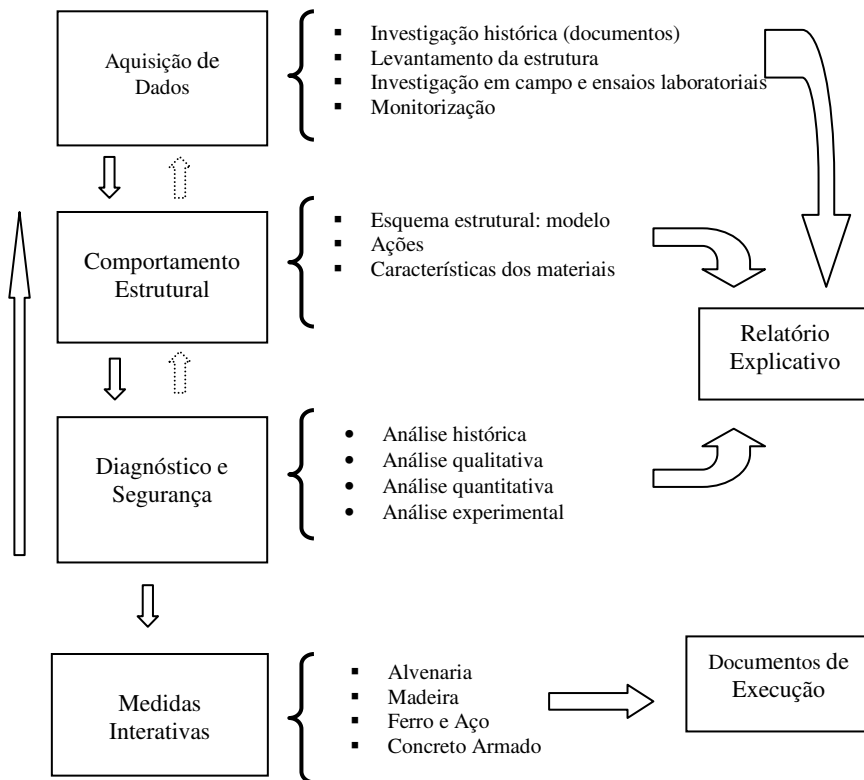 Aquisição de
Dados
▪ Investigação histórica (documentos)
▪ Levantamento da estrutura
▪ Investigação em campo e ensaios laboratoriais
▪ Monitorização
Comportamento
Estrutural
▪ Esquema estrutural: modelo
▪ Ações
▪ Características dos materiais
Relatório
Explicativo
Diagnóstico e
Segurança
• Análise histórica
• Análise qualitativa
• Análise quantitativa
• Análise experimental
Medidas
Interativas
▪ Alvenaria
▪ Madeira
▪ Ferro e Aço
▪ Concreto Armado
Documentos de
Execução